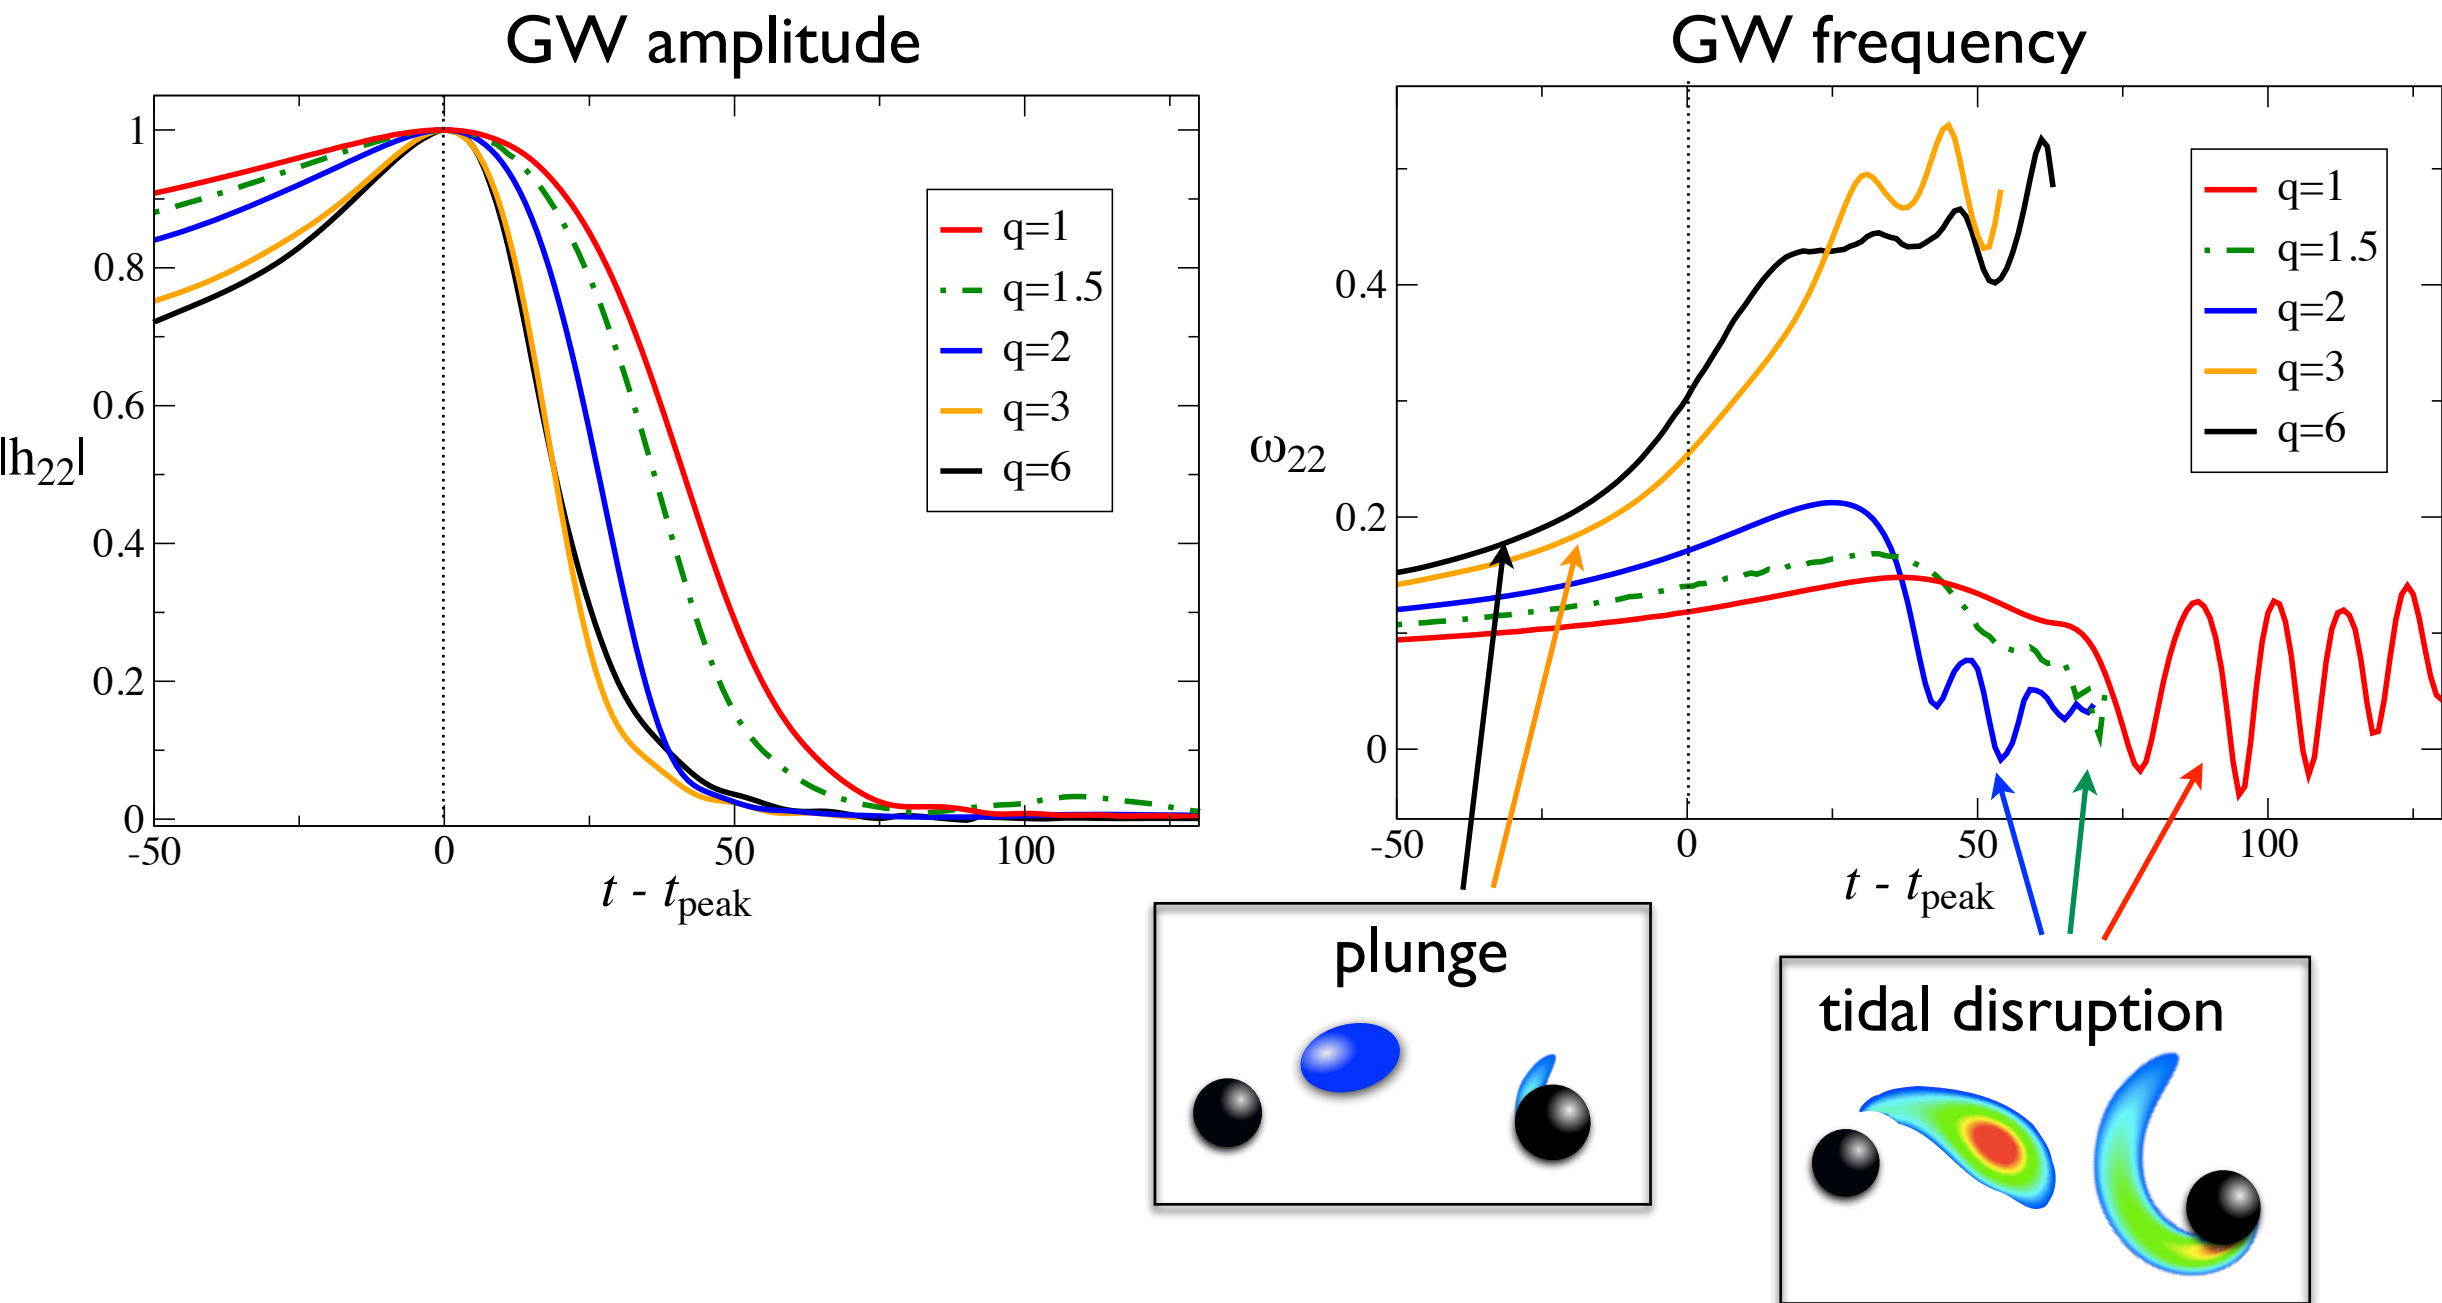 GW amplitude
1
0.8
0.6
0.4
0.2
0
|h22|
-50
0
50
100
t - tpeak
q=1
q=1.5
q=2
q=3
q=6
GW frequency
0.4
0.2
0
ω22
-50
0
50
100
t - tpeak
q=1
q=1.5
q=2
q=3
q=6
plunge
tidal disruption